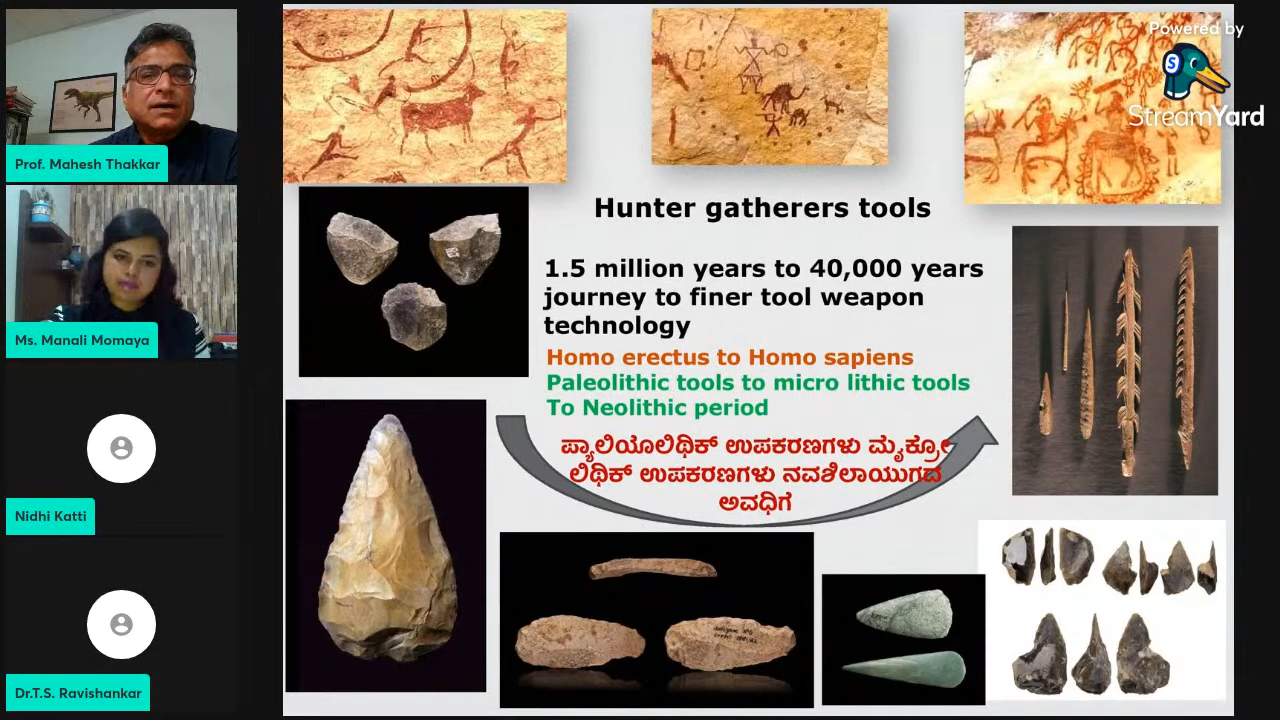 Prof. Mahesh Thakkar
Ms. Manali Momaya
Nidhi Katti
Dr.T.S. Ravishankar
Powered by
StreamYard
Hunter gatherers tools
1.5 million years to 40,000 years
journey to finer tool weapon
technology
Homo erectus to Homo sapiens
Paleolithic tools to micro lithic tools
To Neolithic period
ಪ್ಯಾಲಿಯೊಲಿಥಿಕ್ ಉಪಕರಣಗಳು ಮೈಕ್ರೋ
ಲಿಥಿಕ್ ಉಪಕರಣಗಳು ನವಶಿಲಾಯುಗದ
ಅವಧಿಗೆ